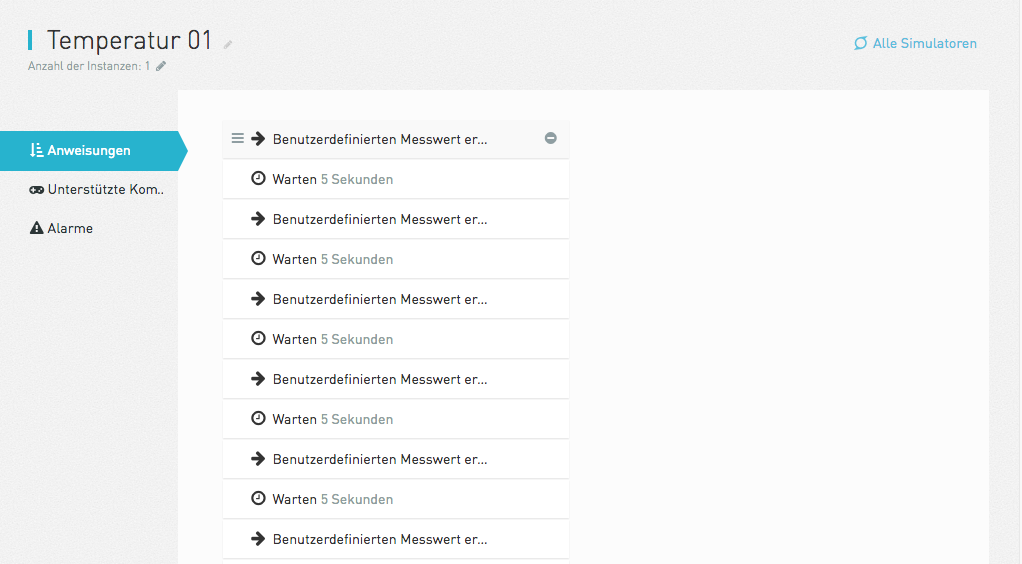 Temperatur 01
Alle Simulatoren
Anzahl der Instanzen: 1
Anweisungen
Unterstützte Kom..
Alarme
Benutzerdefinierten Messwert er...
Warten 5 Sekunden
Benutzerdefinierten Messwert er...
Warten 5 Sekunden
Benutzerdefinierten Messwert er...
Warten 5 Sekunden
Benutzerdefinierten Messwert er...
Warten 5 Sekunden
Benutzerdefinierten Messwert er...
Warten 5 Sekunden
Benutzerdefinierten Messwert er...